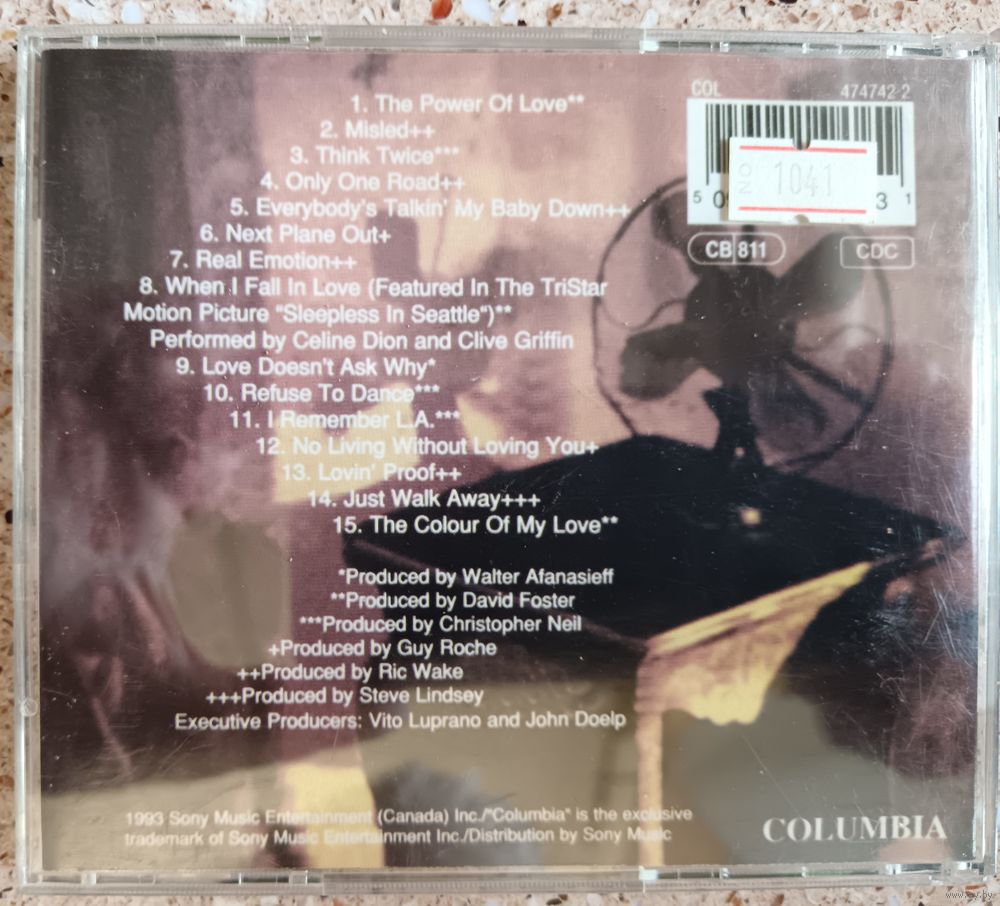 1. The Power Of Love**
2. Misled++
3. Think Twice***
4. Only One Road++
5. Everybody's Talkin' My Baby Down++
6. Next Plane Out+
7. Real Emotion++
8. When I Fall In Love (Featured In The TriStar
Motion Picture "Sleepless In Seattle")**
Performed by Celine Dion and Clive Griffin
9. Love Doesn't Ask Why*
10. Refuse To Dance***
11. I Remember L.A.***
12. No Living Without Loving You+
13. Lovin' Proof++
14. Just Walk Away+++
15. The Colour Of My Love**
*Produced by Walter Afanasieff
**Produced by David Foster
***Produced by Christopher Neil
+Produced by Guy Roche
++Produced by Ric Wake
+++Produced by Steve Lindsey
Executive Producers: Vito Luprano and John Doelp
1993 Sony Music Entertainment (Canada) Inc./"Columbia" is the exclusive
trademark of Sony Music Entertainment Inc./Distribution by Sony Music
COL 474742 2
NO 1041
5 3 1
CB 811 CDC
COLUMBIA